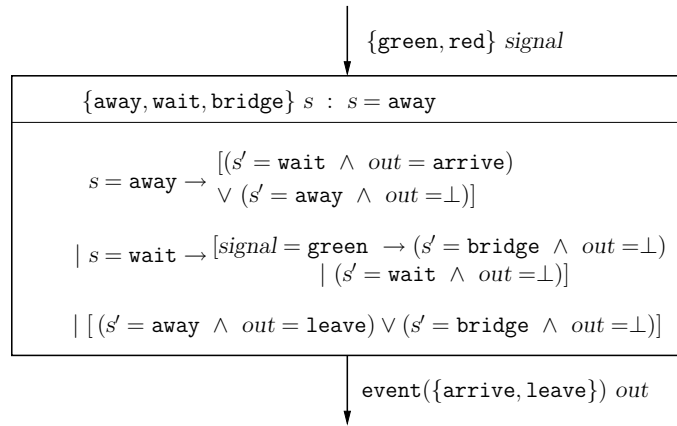 {green, red} signal
{away, wait, bridge} s : s = away
s = away → [(s′ = wait ∧ out = arrive)
∨ (s′ = away ∧ out =⊥)]
| s = wait → [signal = green → (s′ = bridge ∧ out =⊥)
| (s′ = wait ∧ out =⊥)]
| [ (s′ = away ∧ out = leave) ∨ (s′ = bridge ∧ out =⊥)]
event({arrive, leave}) out